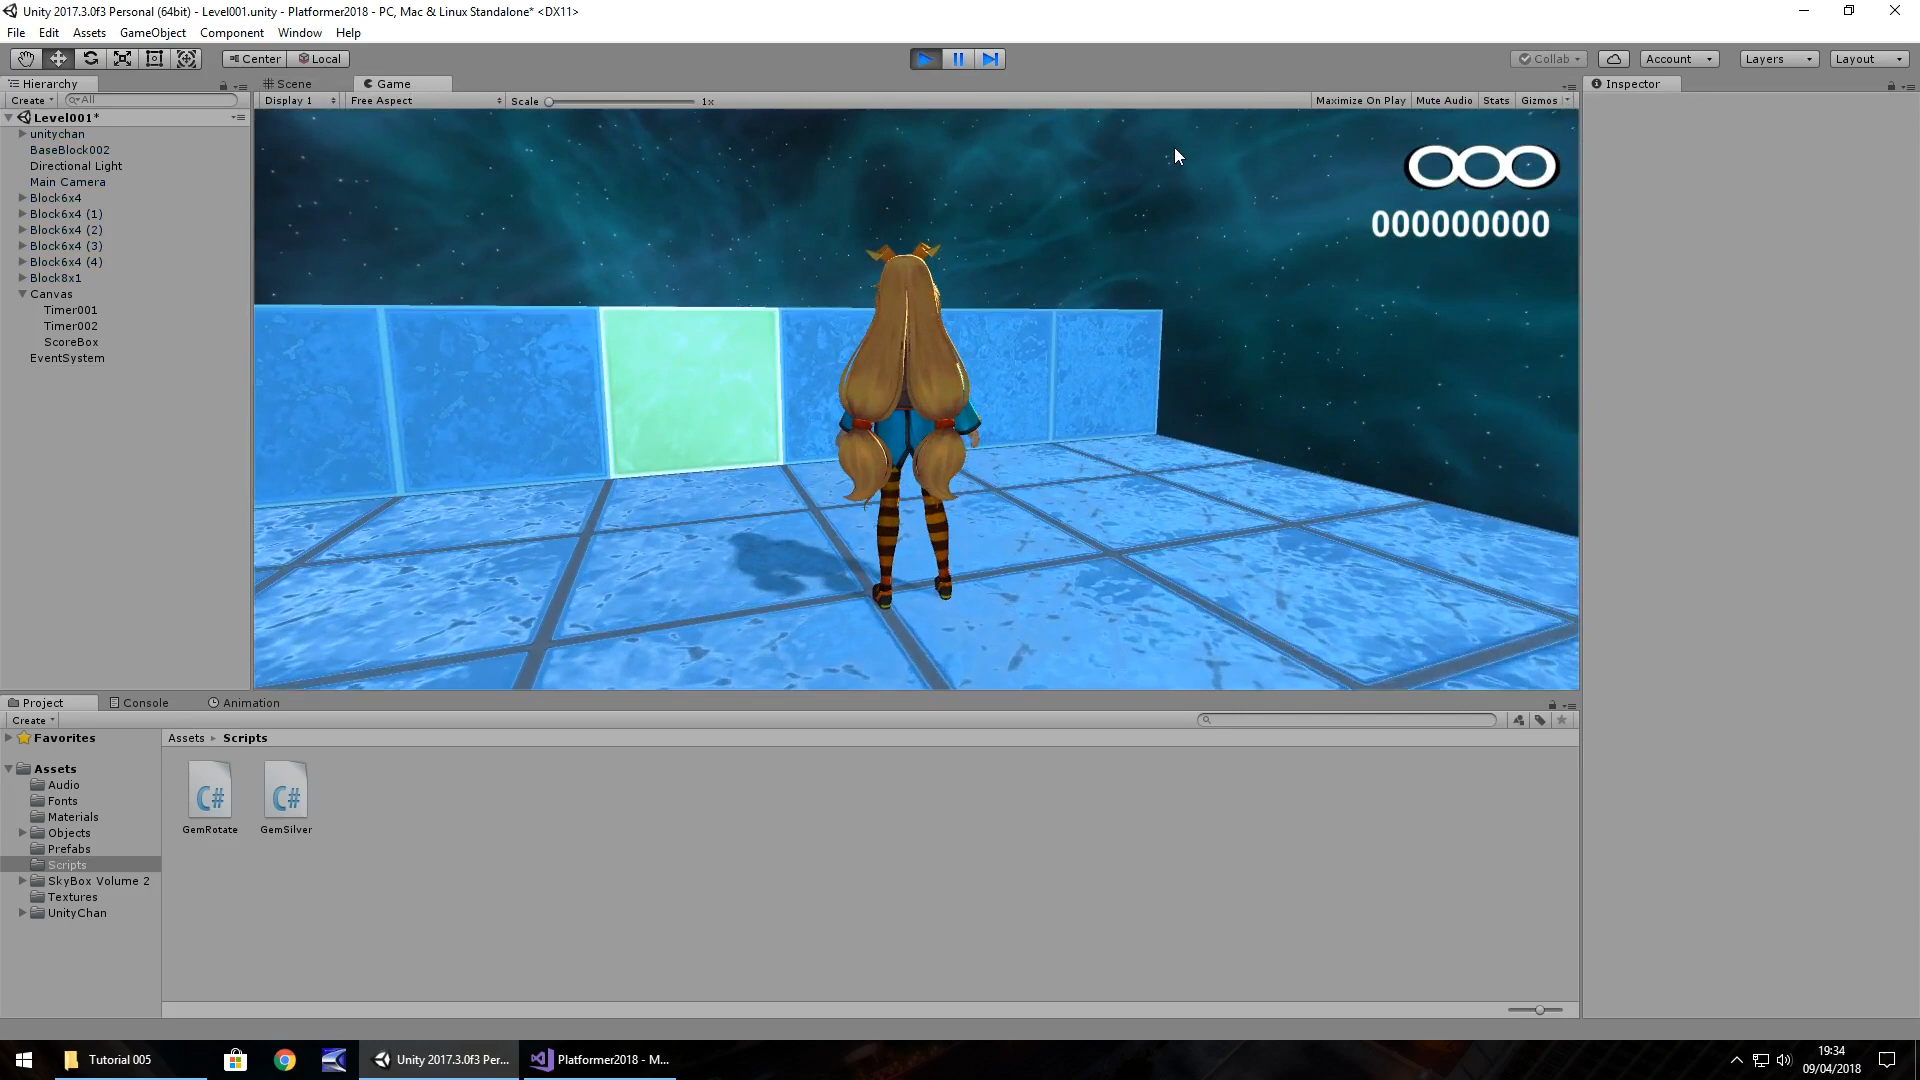 Unity 2017.3.0f3 Personal (64bit) - Level001.unity - Platformer2018 - PC, Mac & Linux Standalone* <DX11>
File Edit Assets GameObject Component Window Help
Center Local Collab Account Layers Layout
Hierarchy Scene Game Inspector
Create All Display 1 Free Aspect Scale 1x Maximize On Play Mute Audio Stats Gizmos
Level001*
unitychan
BaseBlock002
Directional Light
Main Camera
Block6x4
Block6x4 (1)
Block6x4 (2)
Block6x4 (3)
Block6x4 (4)
Block8x1
Canvas
Timer001
Timer002
ScoreBox
EventSystem
000
000000000
Project Console Animation
Create
Favorites
Assets ▸ Scripts
Assets
Audio
Fonts
Materials
Objects
Prefabs
Scripts
SkyBox Volume 2
Textures
UnityChan
C# C#
GemRotate GemSilver
Tutorial 005
Unity 2017.3.0f3 Per...
Platformer2018 - M...
19:34
09/04/2018